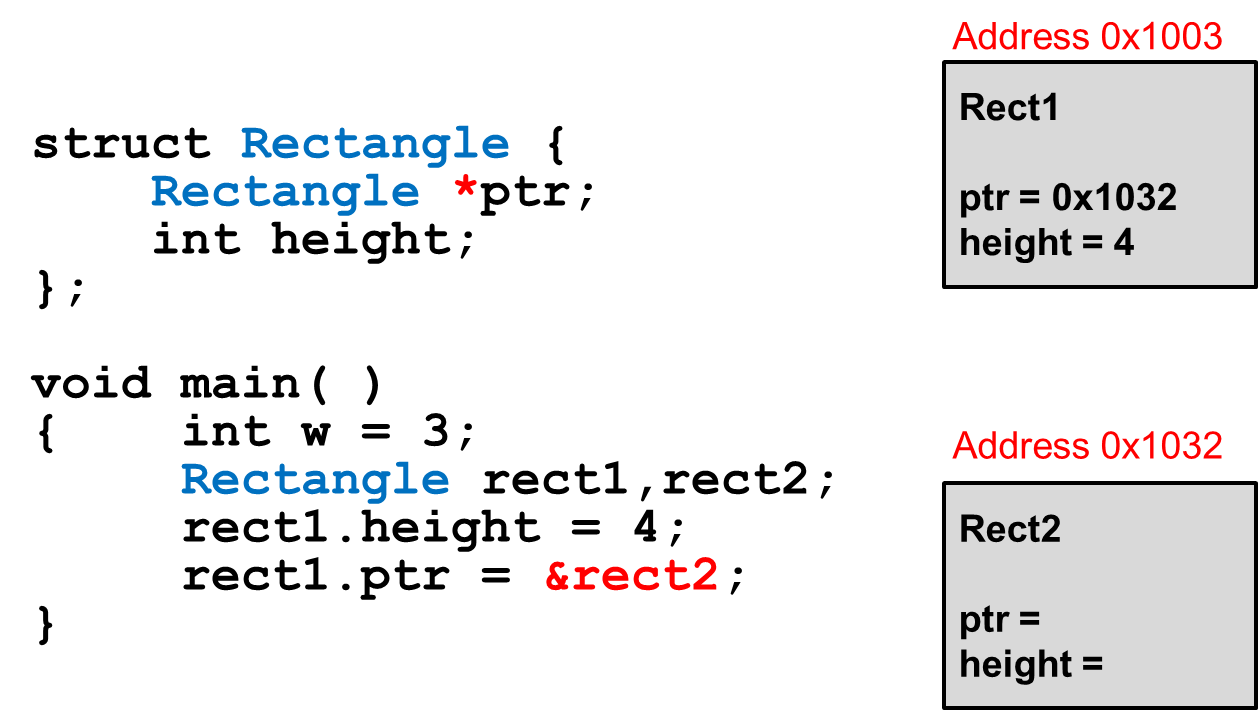 struct Rectangle {
    Rectangle *ptr;
    int height;
};
void main( )
{    int w = 3;
     Rectangle rect1,rect2;
     rect1.height = 4;
     rect1.ptr = &rect2;
}
Address 0x1003
Rect1
ptr = 0x1032
height = 4
Address 0x1032
Rect2
ptr =
height =